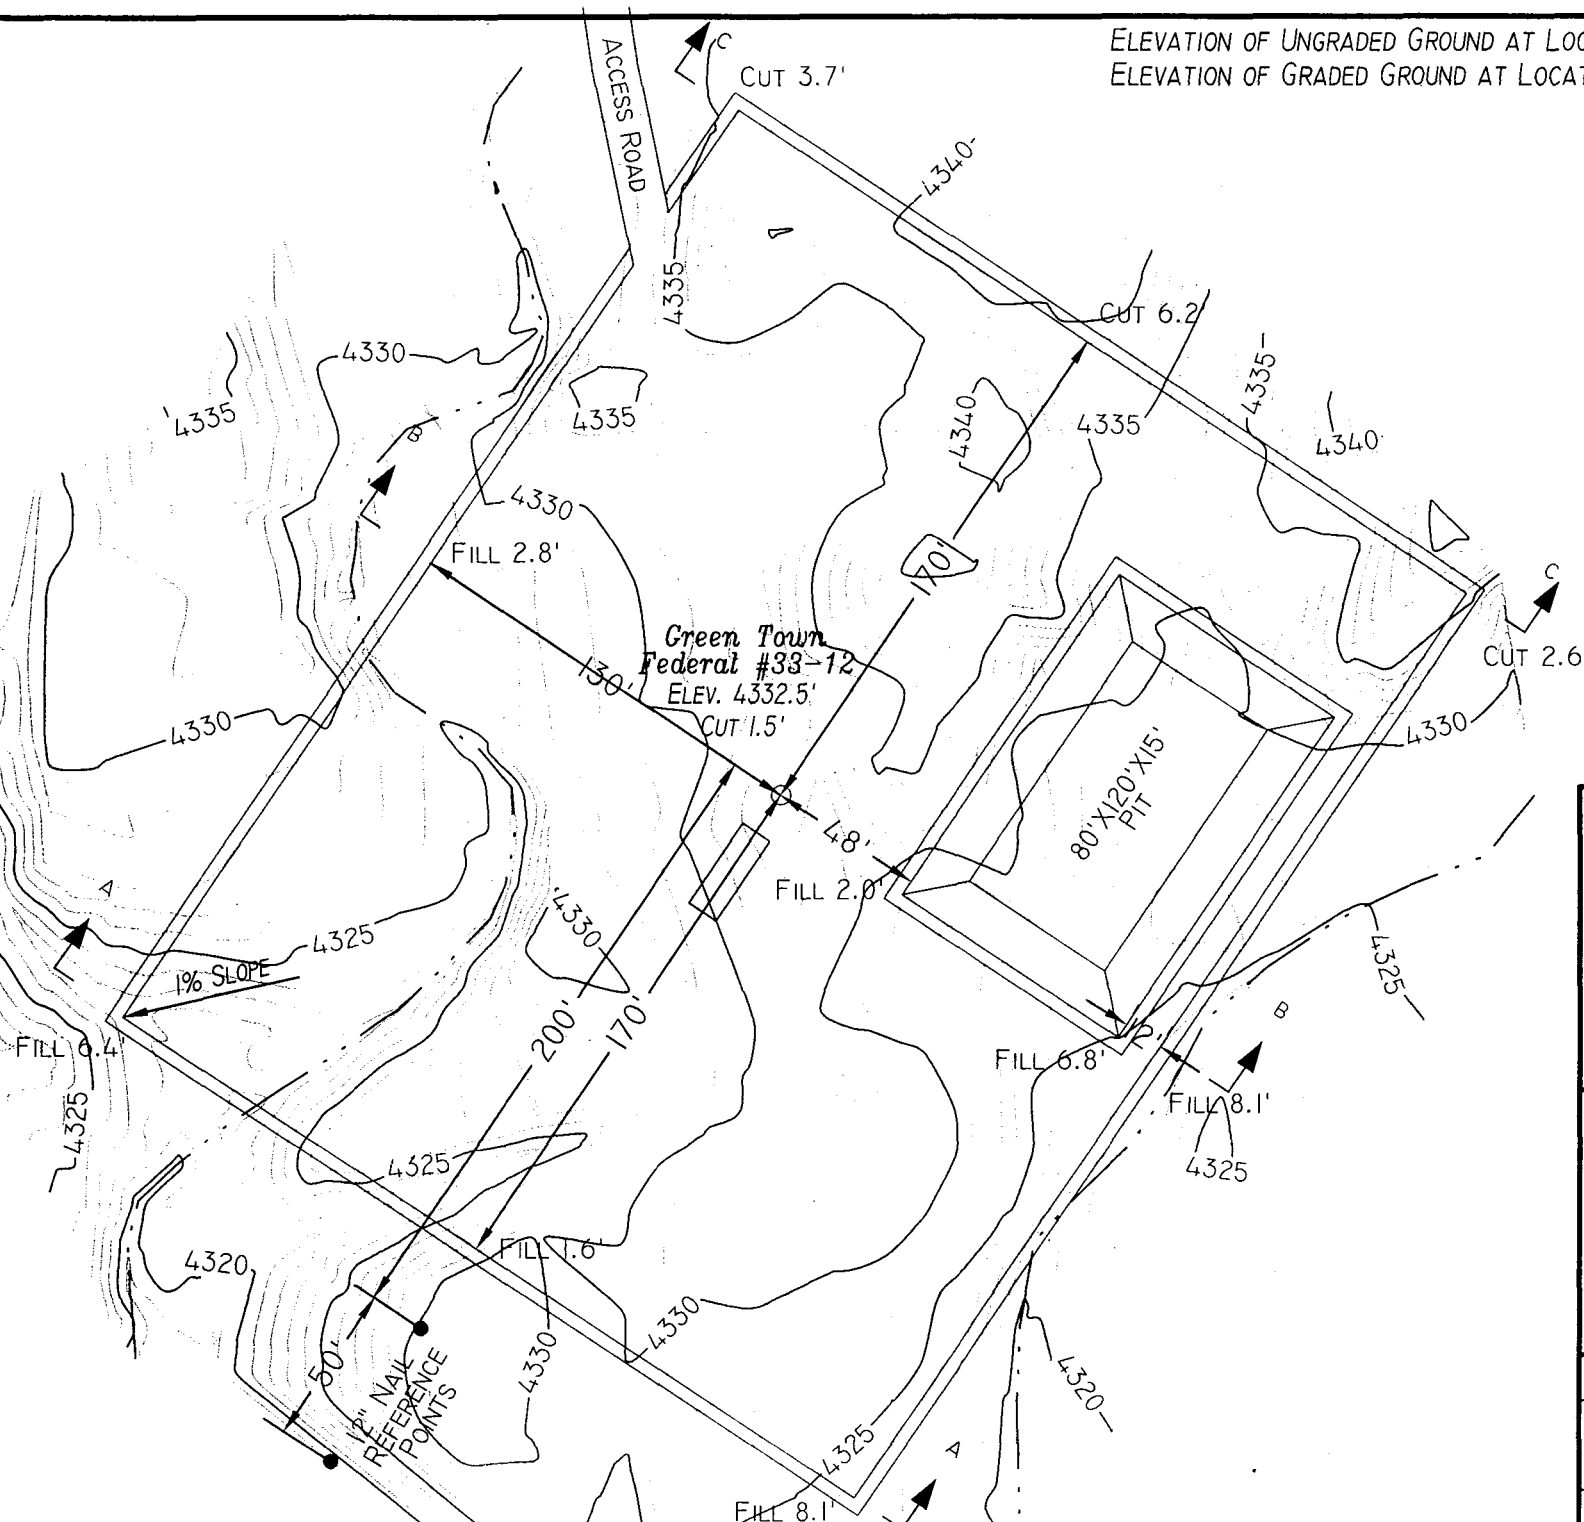 ELEVATION OF UNGRADED GROUND AT LOC
ELEVATION OF GRADED GROUND AT LOCAT
ACCESS ROAD
C
CUT 3.7'
4340
4335
CUT 6.2'
4330
4335
4335
4335
4340
4335
4340
B
4330
FILL 2.8'
170'
C
CUT 2.6
Green Town
Federal #33-12
ELEV. 4332.5'
CUT 1.5'
130'
4330
4330
80'X120'X15'
PIT
48'
FILL 2.0'
A
4325
4330
4325
1% SLOPE
200'
170'
FILL 6.4'
B
FILL 6.8'
FILL 8.1'
4325
4325
4325
4320
FILL 1.6'
4330
4330
4320
50'
12" NAIL
REFERENCE
POINTS
4325
A
FILL 8.1'